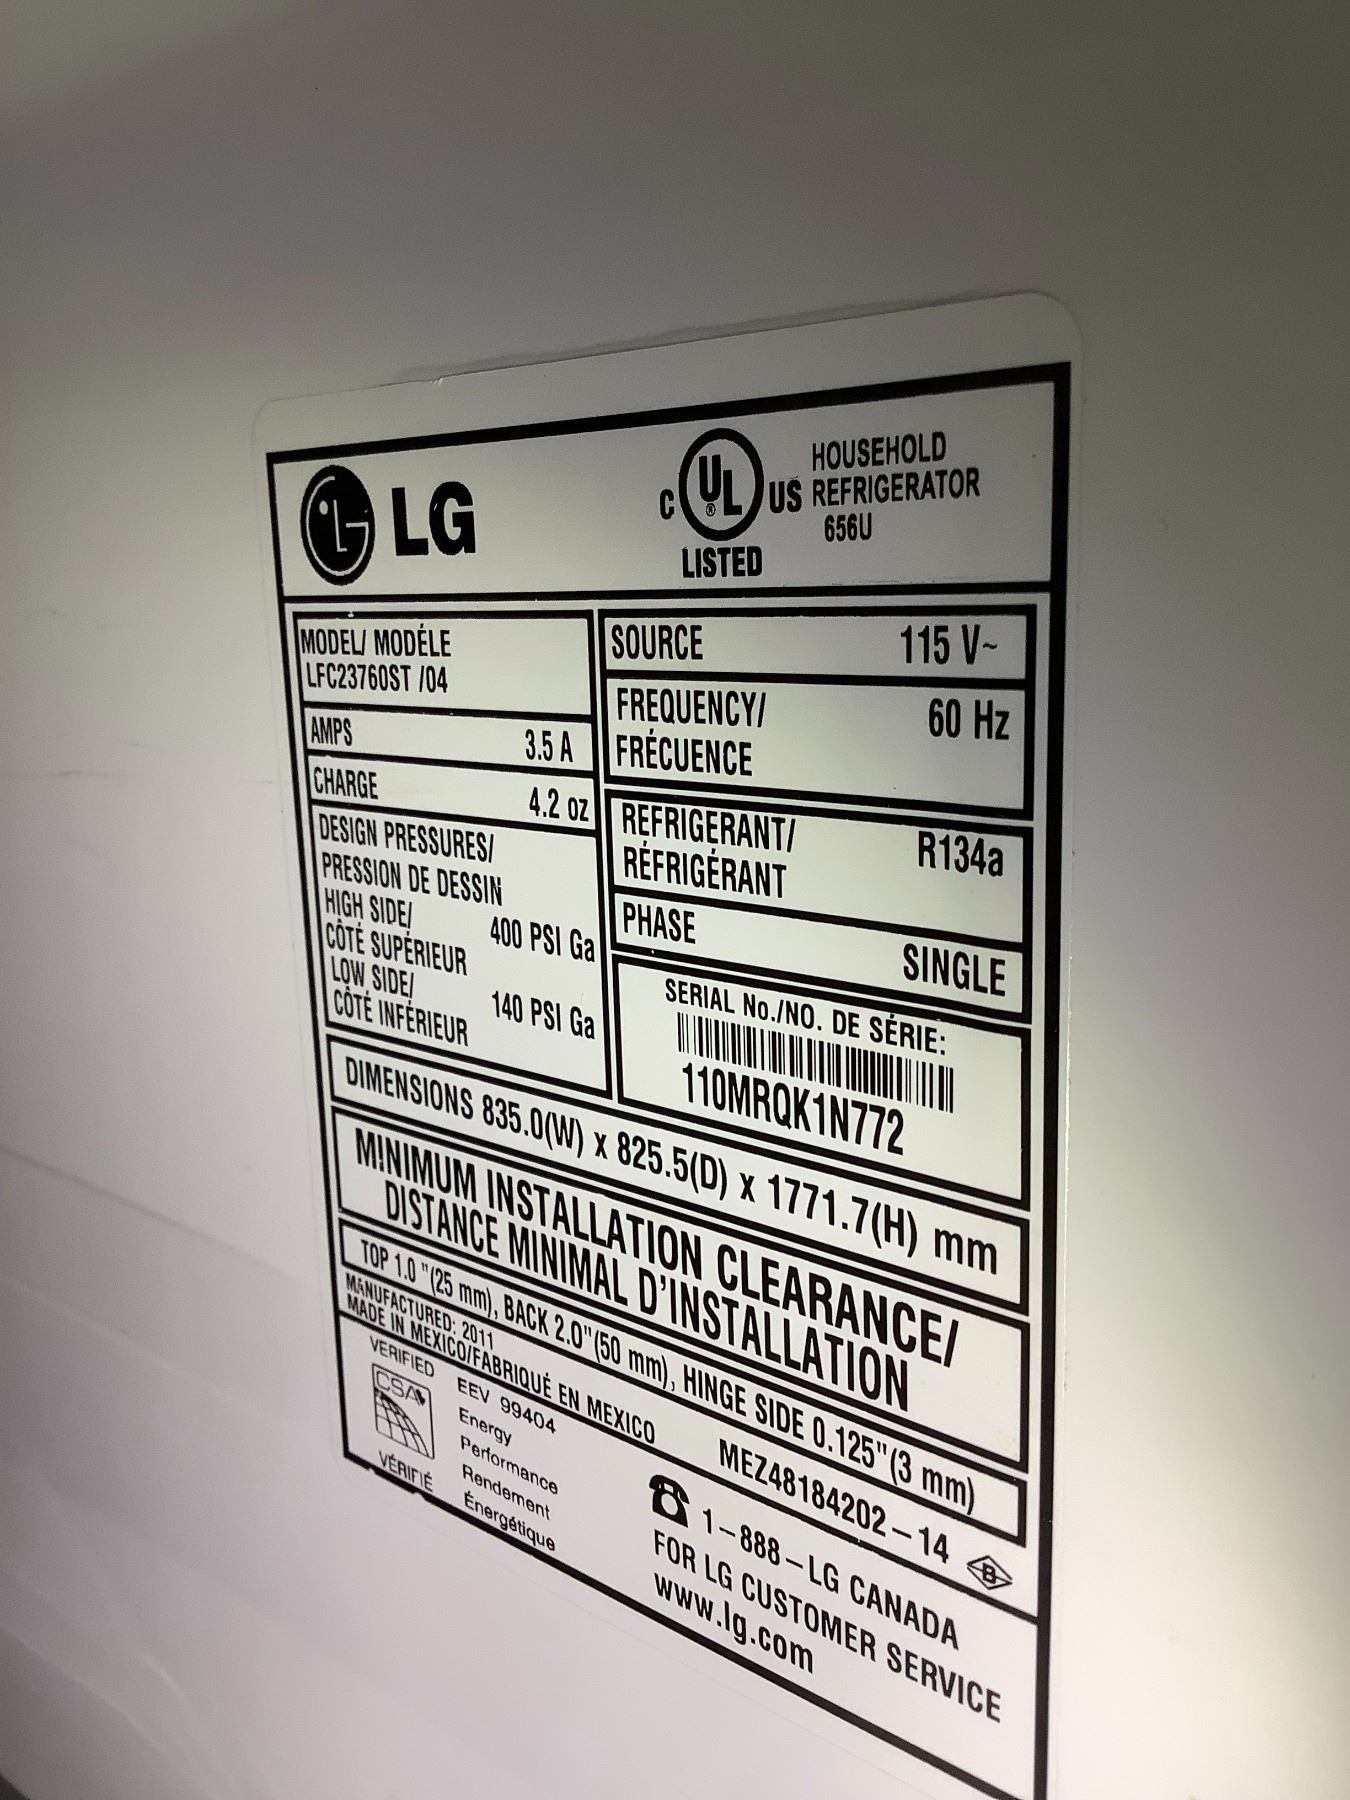 LG
C UL US
LISTED
HOUSEHOLD
REFRIGERATOR
656U
MODEL/ MODÉLE
LFC23760ST /04
AMPS 3.5 A
CHARGE 4.2 oz
DESIGN PRESSURES/
PRESSION DE DESSIN
HIGH SIDE/
CÔTÉ SUPÉRIEUR 400 PSI Ga
LOW SIDE/
CÔTÉ INFÉRIEUR 140 PSI Ga
SOURCE 115 V~
FREQUENCY/ 60 Hz
FRÉCUENCE
REFRIGERANT/ R134a
RÉFRIGÉRANT
PHASE SINGLE
SERIAL No./NO. DE SÉRIE:
110MRQK1N772
DIMENSIONS 835.0(W) x 825.5(D) x 1771.7(H) mm
MINIMUM INSTALLATION CLEARANCE/
DISTANCE MINIMAL D'INSTALLATION
TOP 1.0 "(25 mm), BACK 2.0"(50 mm), HINGE SIDE 0.125"(3 mm)
MANUFACTURED: 2011
MADE IN MEXICO/FABRIQUÉ EN MEXICO
MEZ48184202-14 B
VERIFIED
CSA
VÉRIFIÉ
EEV 99404
Energy
Performance
Rendement
Énergétique
1-888-LG CANADA
FOR LG CUSTOMER SERVICE
www.lg.com